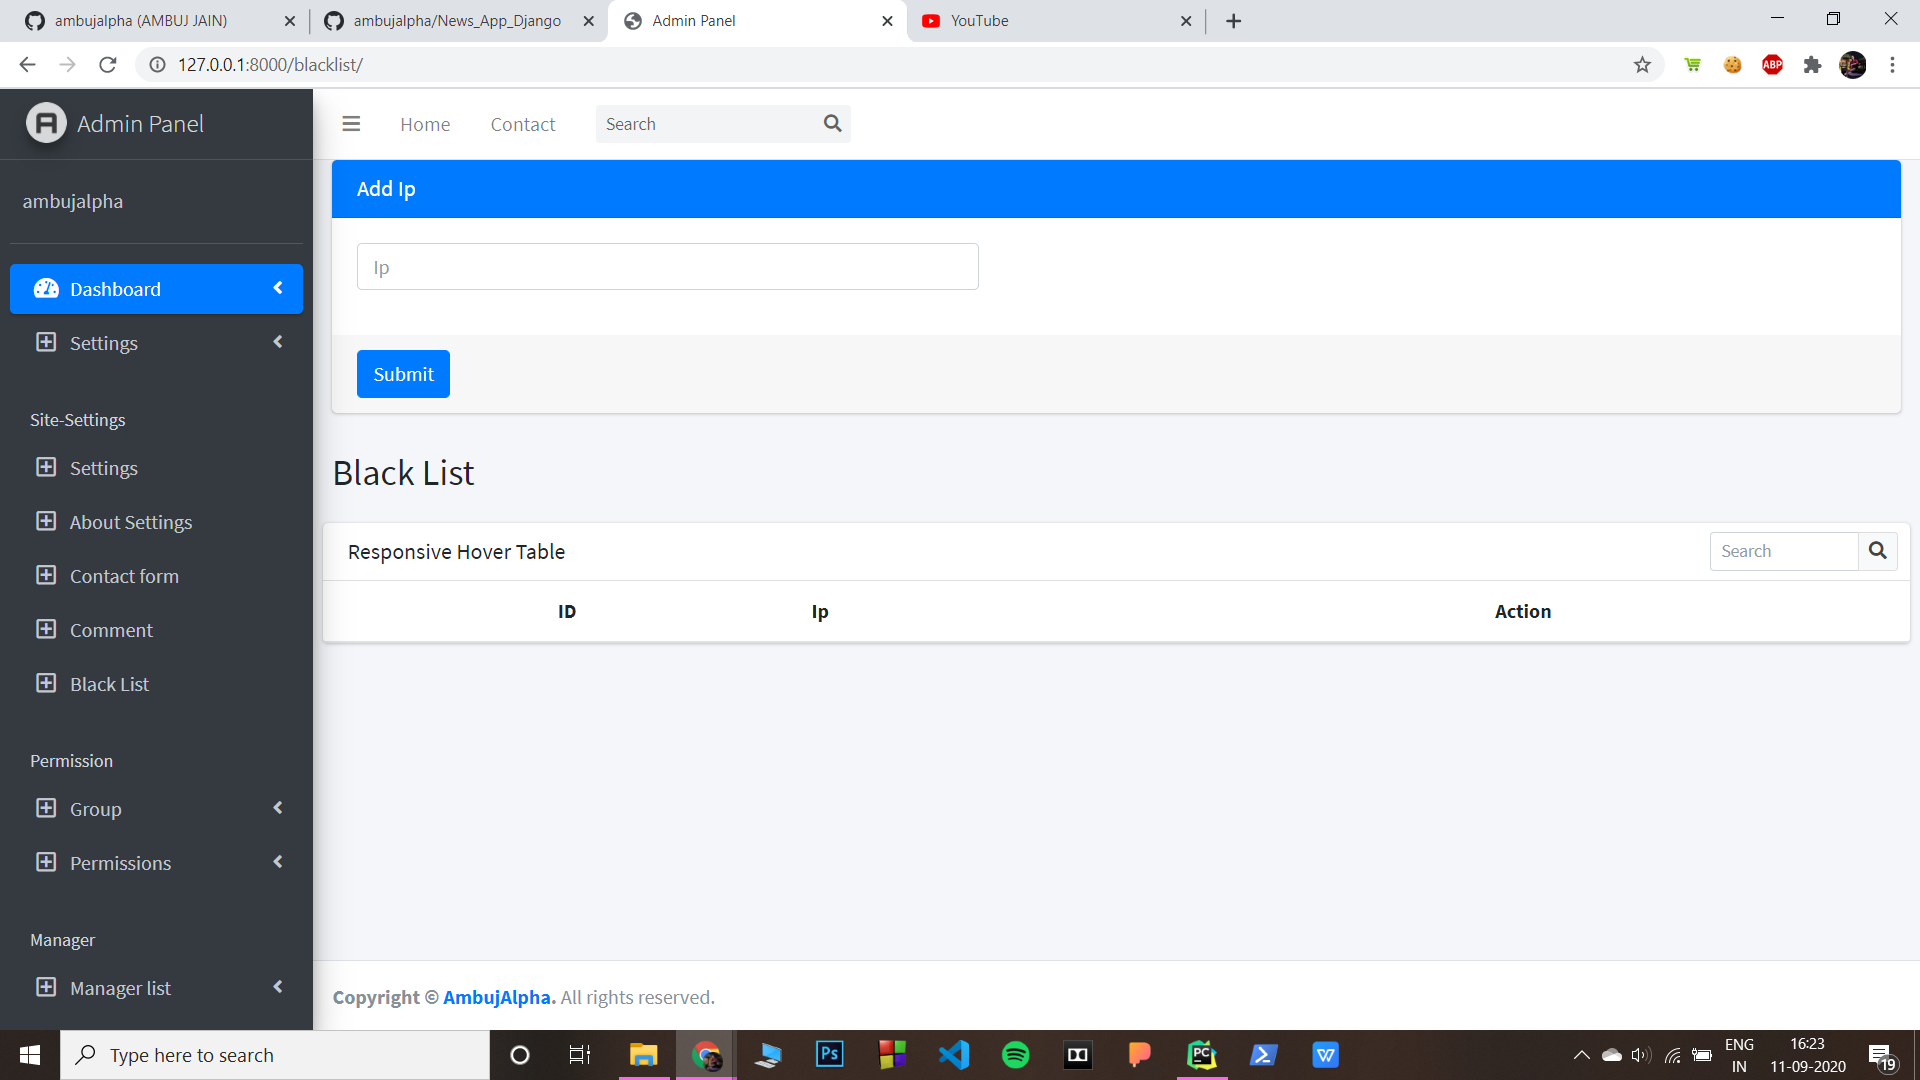 ambujalpha (AMBUJ JAIN)
ambujalpha/News_App_Django
Admin Panel
YouTube
127.0.0.1:8000/blacklist/
ABP
A Admin Panel
Home
Contact
Search
ambujalpha
Dashboard
Settings
Site-Settings
Settings
About Settings
Contact form
Comment
Black List
Permission
Group
Permissions
Manager
Manager list
Add Ip
Ip
Submit
Black List
Responsive Hover Table
Search
ID Ip Action
Copyright © AmbujAlpha. All rights reserved.
Type here to search
Ps
PC
W
ENG
IN
16:23
11-09-2020
19